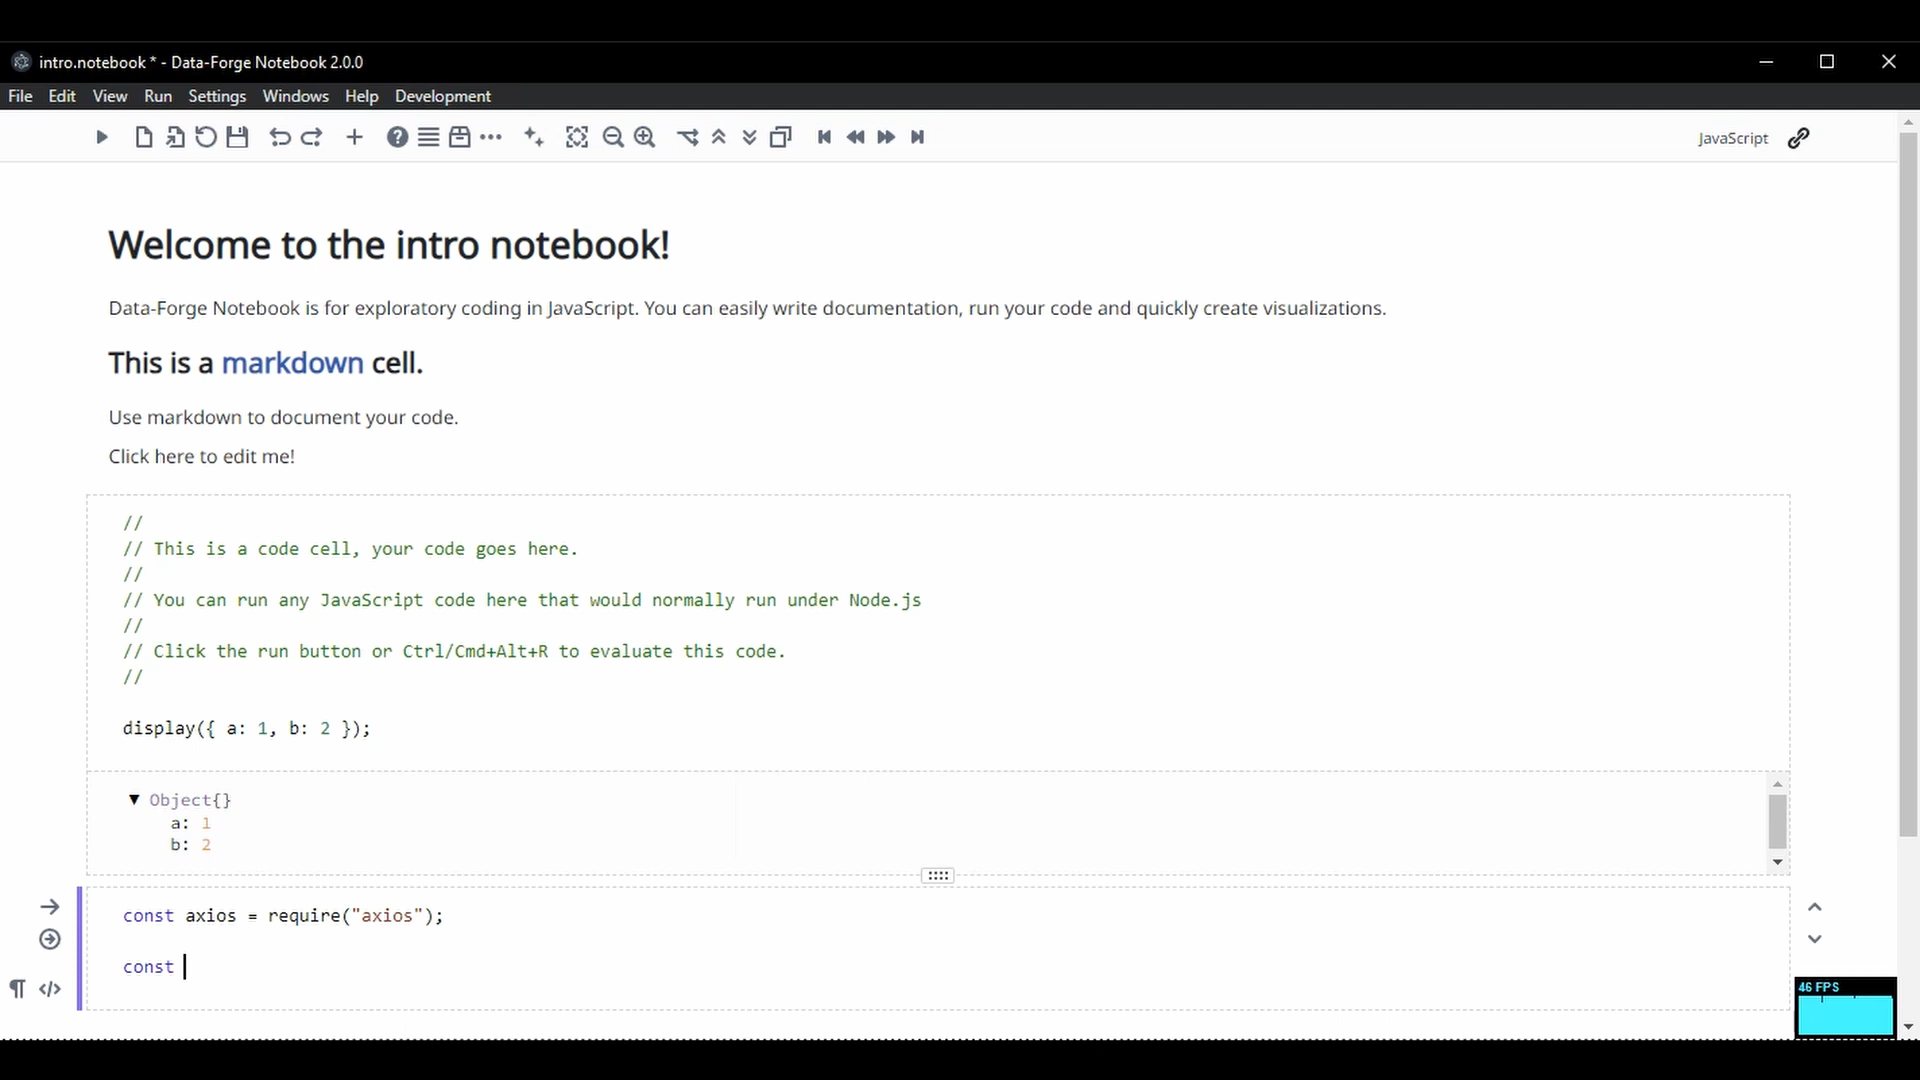 intro.notebook * - Data-Forge Notebook 2.0.0
File Edit View Run Settings Windows Help Development
JavaScript
Welcome to the intro notebook!
Data-Forge Notebook is for exploratory coding in JavaScript. You can easily write documentation, run your code and quickly create visualizations.
This is a markdown cell.
Use markdown to document your code.
Click here to edit me!
//
// This is a code cell, your code goes here.
//
// You can run any JavaScript code here that would normally run under Node.js
//
// Click the run button or Ctrl/Cmd+Alt+R to evaluate this code.
//
display({ a: 1, b: 2 });
Object{}
a: 1
b: 2
const axios = require("axios");
const
46 FPS